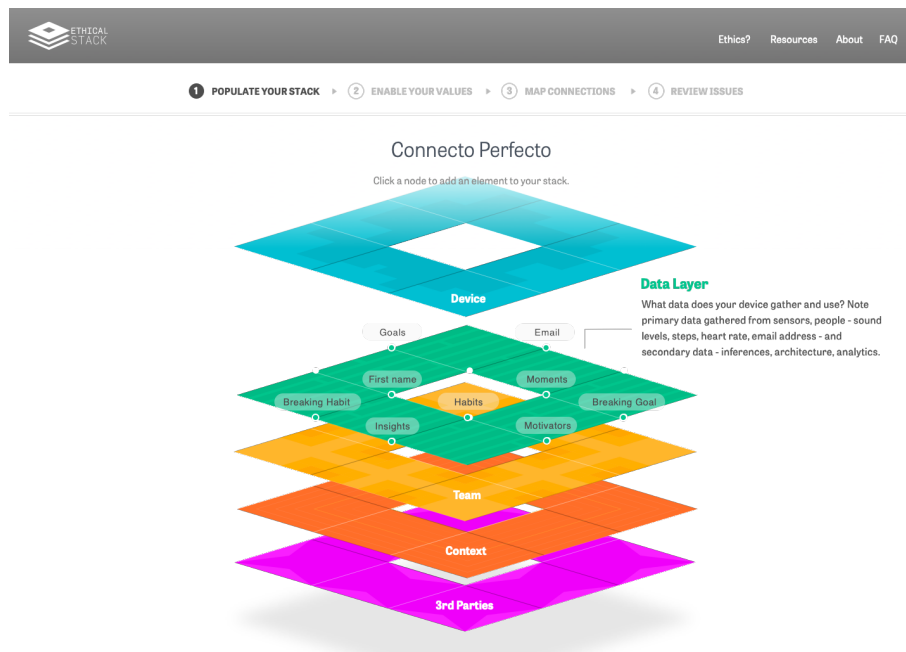 ETHICAL
STACK
Ethics? Resources About FAQ
1 POPULATE YOUR STACK 2 ENABLE YOUR VALUES 3 MAP CONNECTIONS 4 REVIEW ISSUES
Connecto Perfecto
Click a node to add an element to your stack.
Device
Data Layer
What data does your device gather and use? Note
primary data gathered from sensors, people - sound
levels, steps, heart rate, email address - and
secondary data - inferences, architecture, analytics.
Goals Email
First name Moments
Breaking Habit Habits Breaking Goal
Insights Motivators
Team
Context
3rd Parties